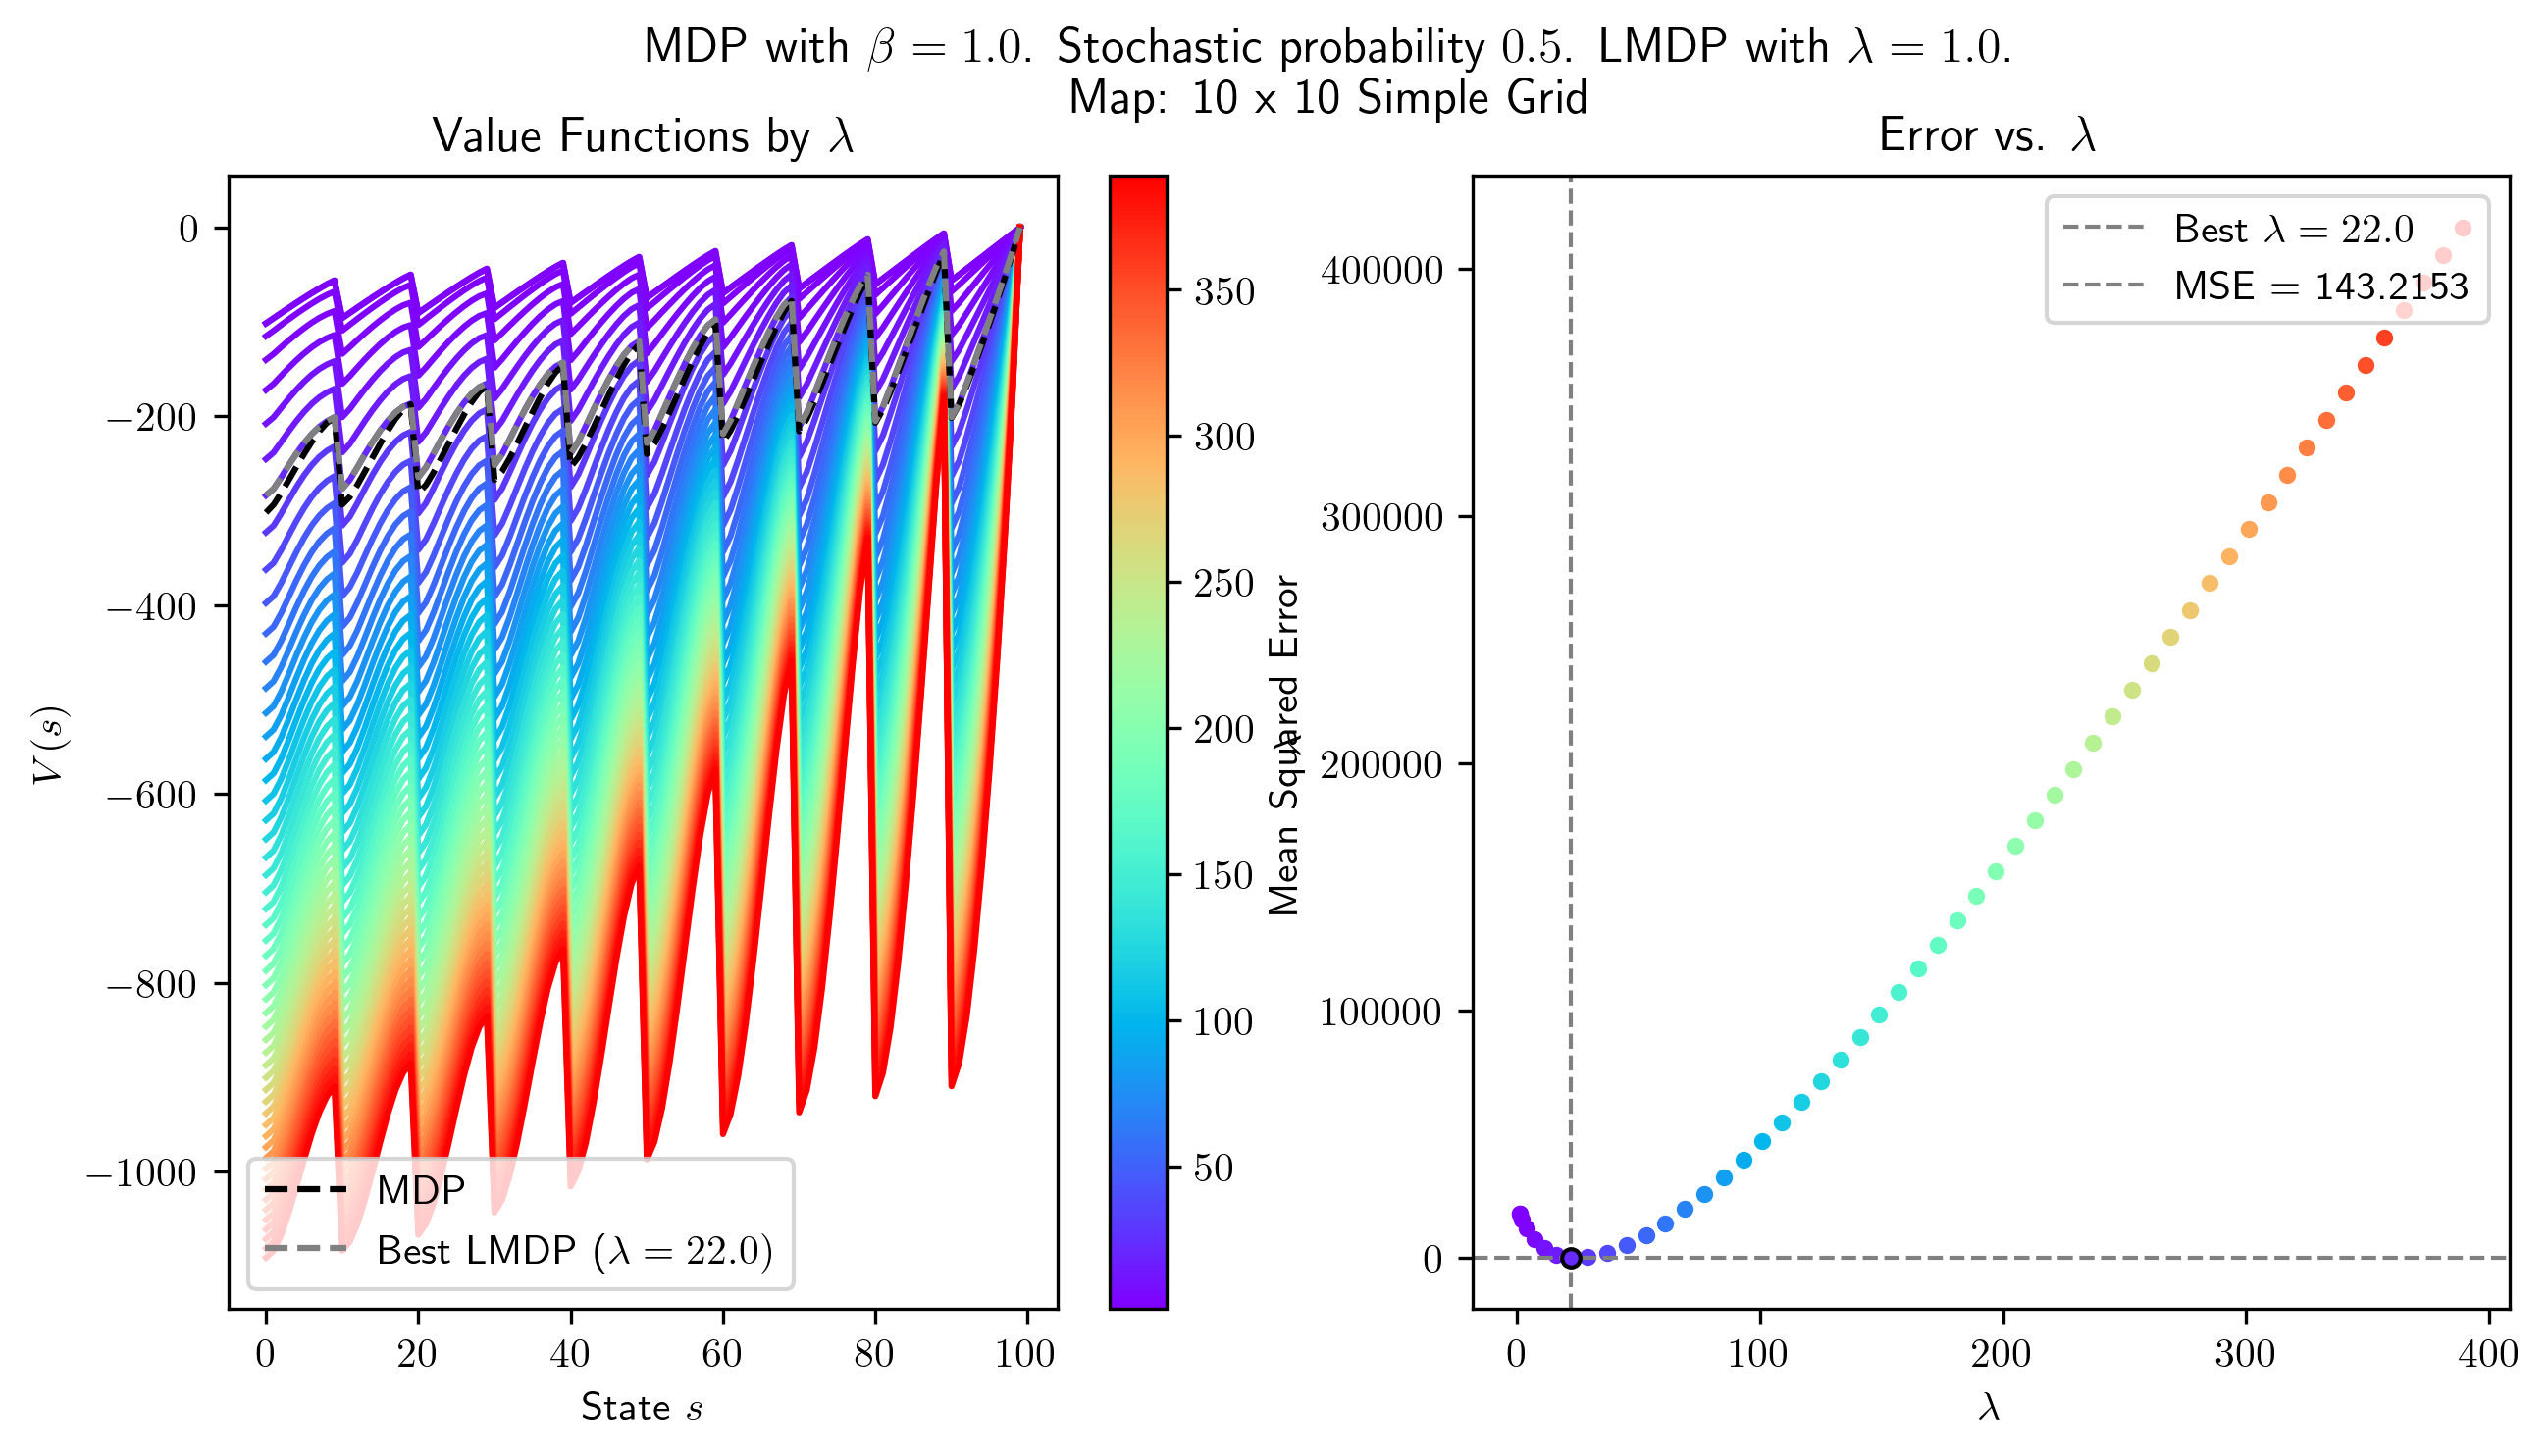 MDP with β = 1.0. Stochastic probability 0.5. LMDP with λ = 1.0.
Map: 10 x 10 Simple Grid
Value Functions by λ
V(s)
0
−200
−400
−600
−800
−1000
MDP
Best LMDP (λ = 22.0)
0 20 40 60 80 100
State s
350
300
250
200
150
100
50
λ
Error vs. λ
Mean Squared Error
400000
300000
200000
100000
0
Best λ = 22.0
MSE = 143.2153
0 100 200 300 400
λ